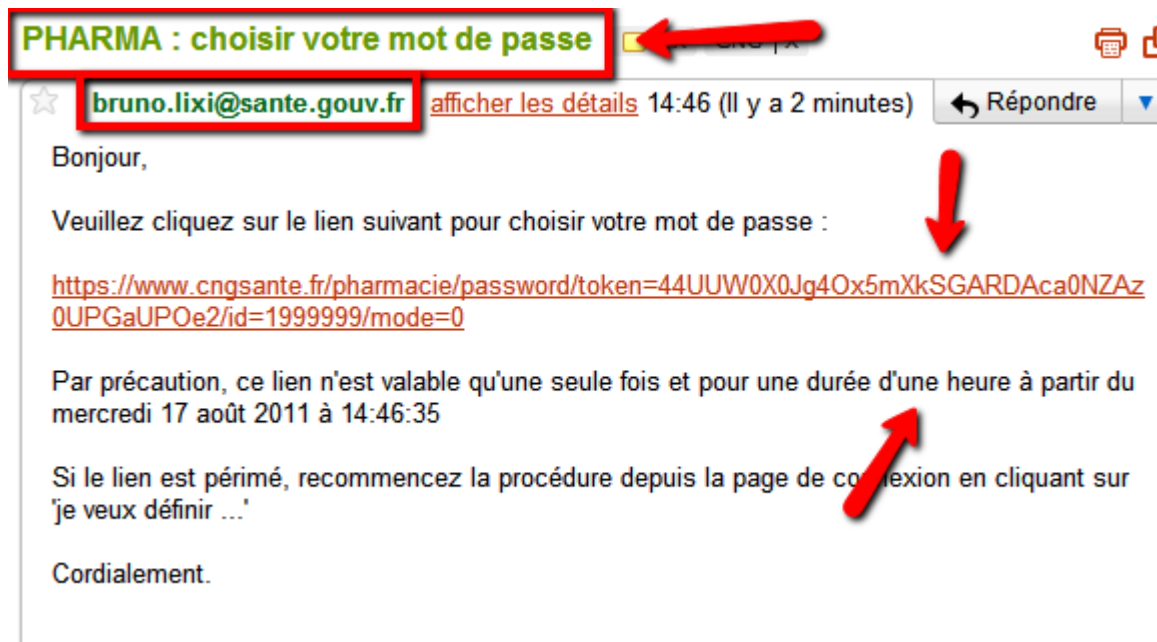 PHARMA : choisir votre mot de passe
bruno.lixi@sante.gouv.fr afficher les détails 14:46 (Il y a 2 minutes) Répondre
Bonjour,
Veuillez cliquez sur le lien suivant pour choisir votre mot de passe :
https://www.cngsante.fr/pharmacie/password/token=44UUW0X0Jg4Ox5mXkSGARDAca0NZAz
0UPGaUPOe2/id=1999999/mode=0
Par précaution, ce lien n'est valable qu'une seule fois et pour une durée d'une heure à partir du
mercredi 17 août 2011 à 14:46:35
Si le lien est périmé, recommencez la procédure depuis la page de connexion en cliquant sur
'je veux définir ...'
Cordialement.